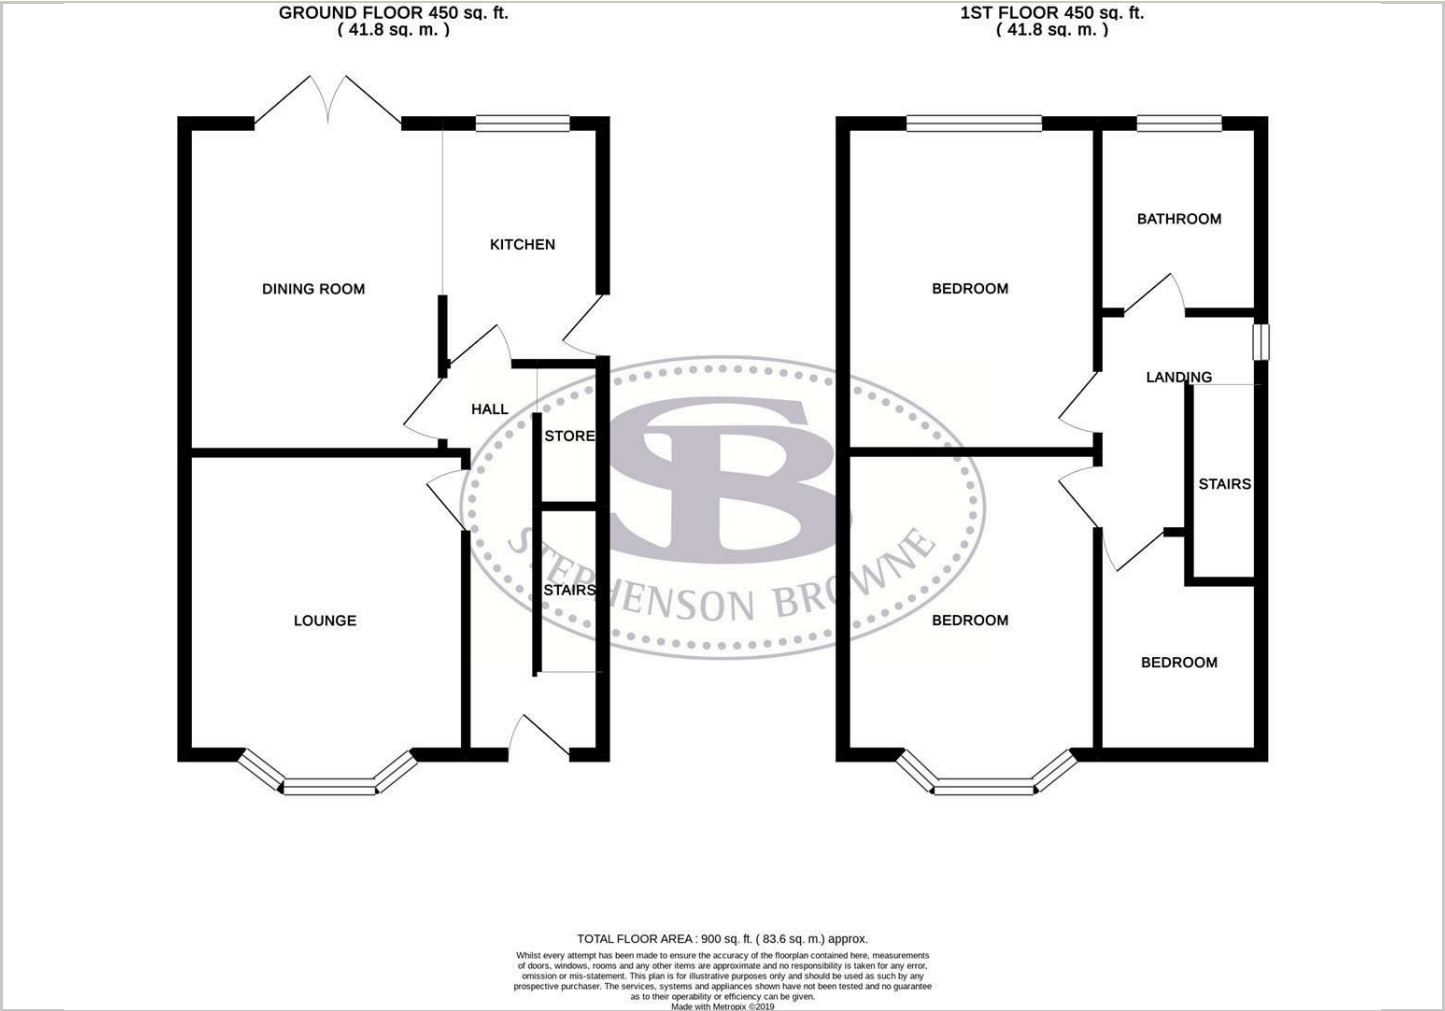 GROUND FLOOR 450 sq. ft.
( 41.8 sq. m. )
1ST FLOOR 450 sq. ft.
( 41.8 sq. m. )
KITCHEN
DINING ROOM
HALL
STORE
STAIRS
LOUNGE
BATHROOM
BEDROOM
LANDING
STAIRS
BEDROOM
BEDROOM
SB
STEPHENSON BROWNE
TOTAL FLOOR AREA : 900 sq. ft. ( 83.6 sq. m.) approx.
Whilst every attempt has been made to ensure the accuracy of the floorplan contained here, measurements
of doors, windows, rooms and any other items are approximate and no responsibility is taken for any error,
omission or mis-statement. This plan is for illustrative purposes only and should be used as such by any
prospective purchaser. The services, systems and appliances shown have not been tested and no guarantee
as to their operability or efficiency can be given.
Made with Metropix ©2019